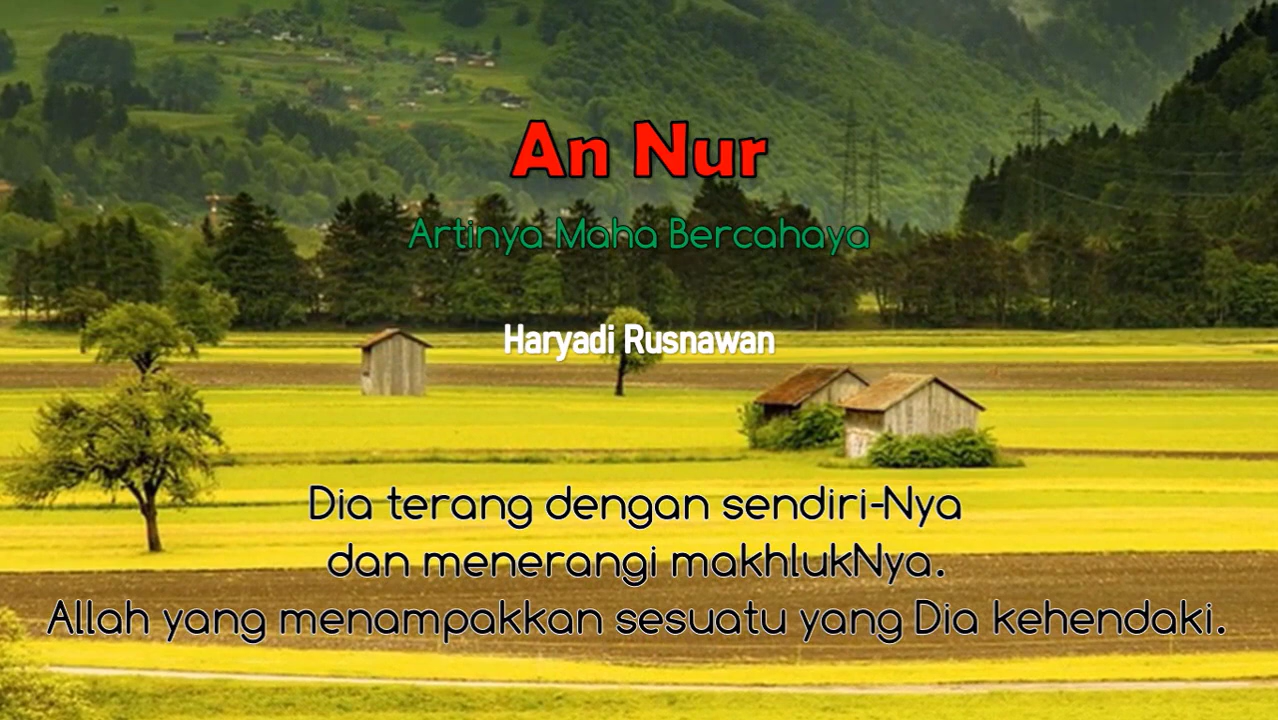 An Nur
Artinya Maha Bercahaya
Haryadi Rusnawan
Dia terang dengan sendiri-Nya
dan menerangi makhlukNya.
Allah yang menampakkan sesuatu yang Dia kehendaki.